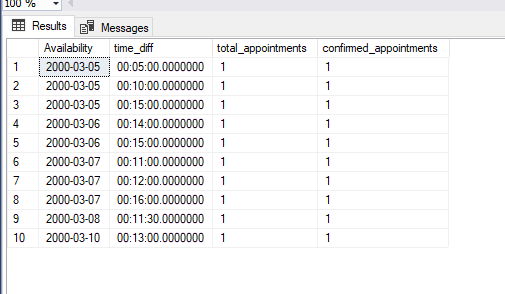 100 %
Results Messages
Availability time_diff total_appointments confirmed_appointments
1 2000-03-05 00:05:00.0000000 1 1
2 2000-03-05 00:10:00.0000000 1 1
3 2000-03-05 00:15:00.0000000 1 1
4 2000-03-06 00:14:00.0000000 1 1
5 2000-03-06 00:15:00.0000000 1 1
6 2000-03-07 00:11:00.0000000 1 1
7 2000-03-07 00:12:00.0000000 1 1
8 2000-03-07 00:16:00.0000000 1 1
9 2000-03-08 00:11:30.0000000 1 1
10 2000-03-10 00:13:00.0000000 1 1